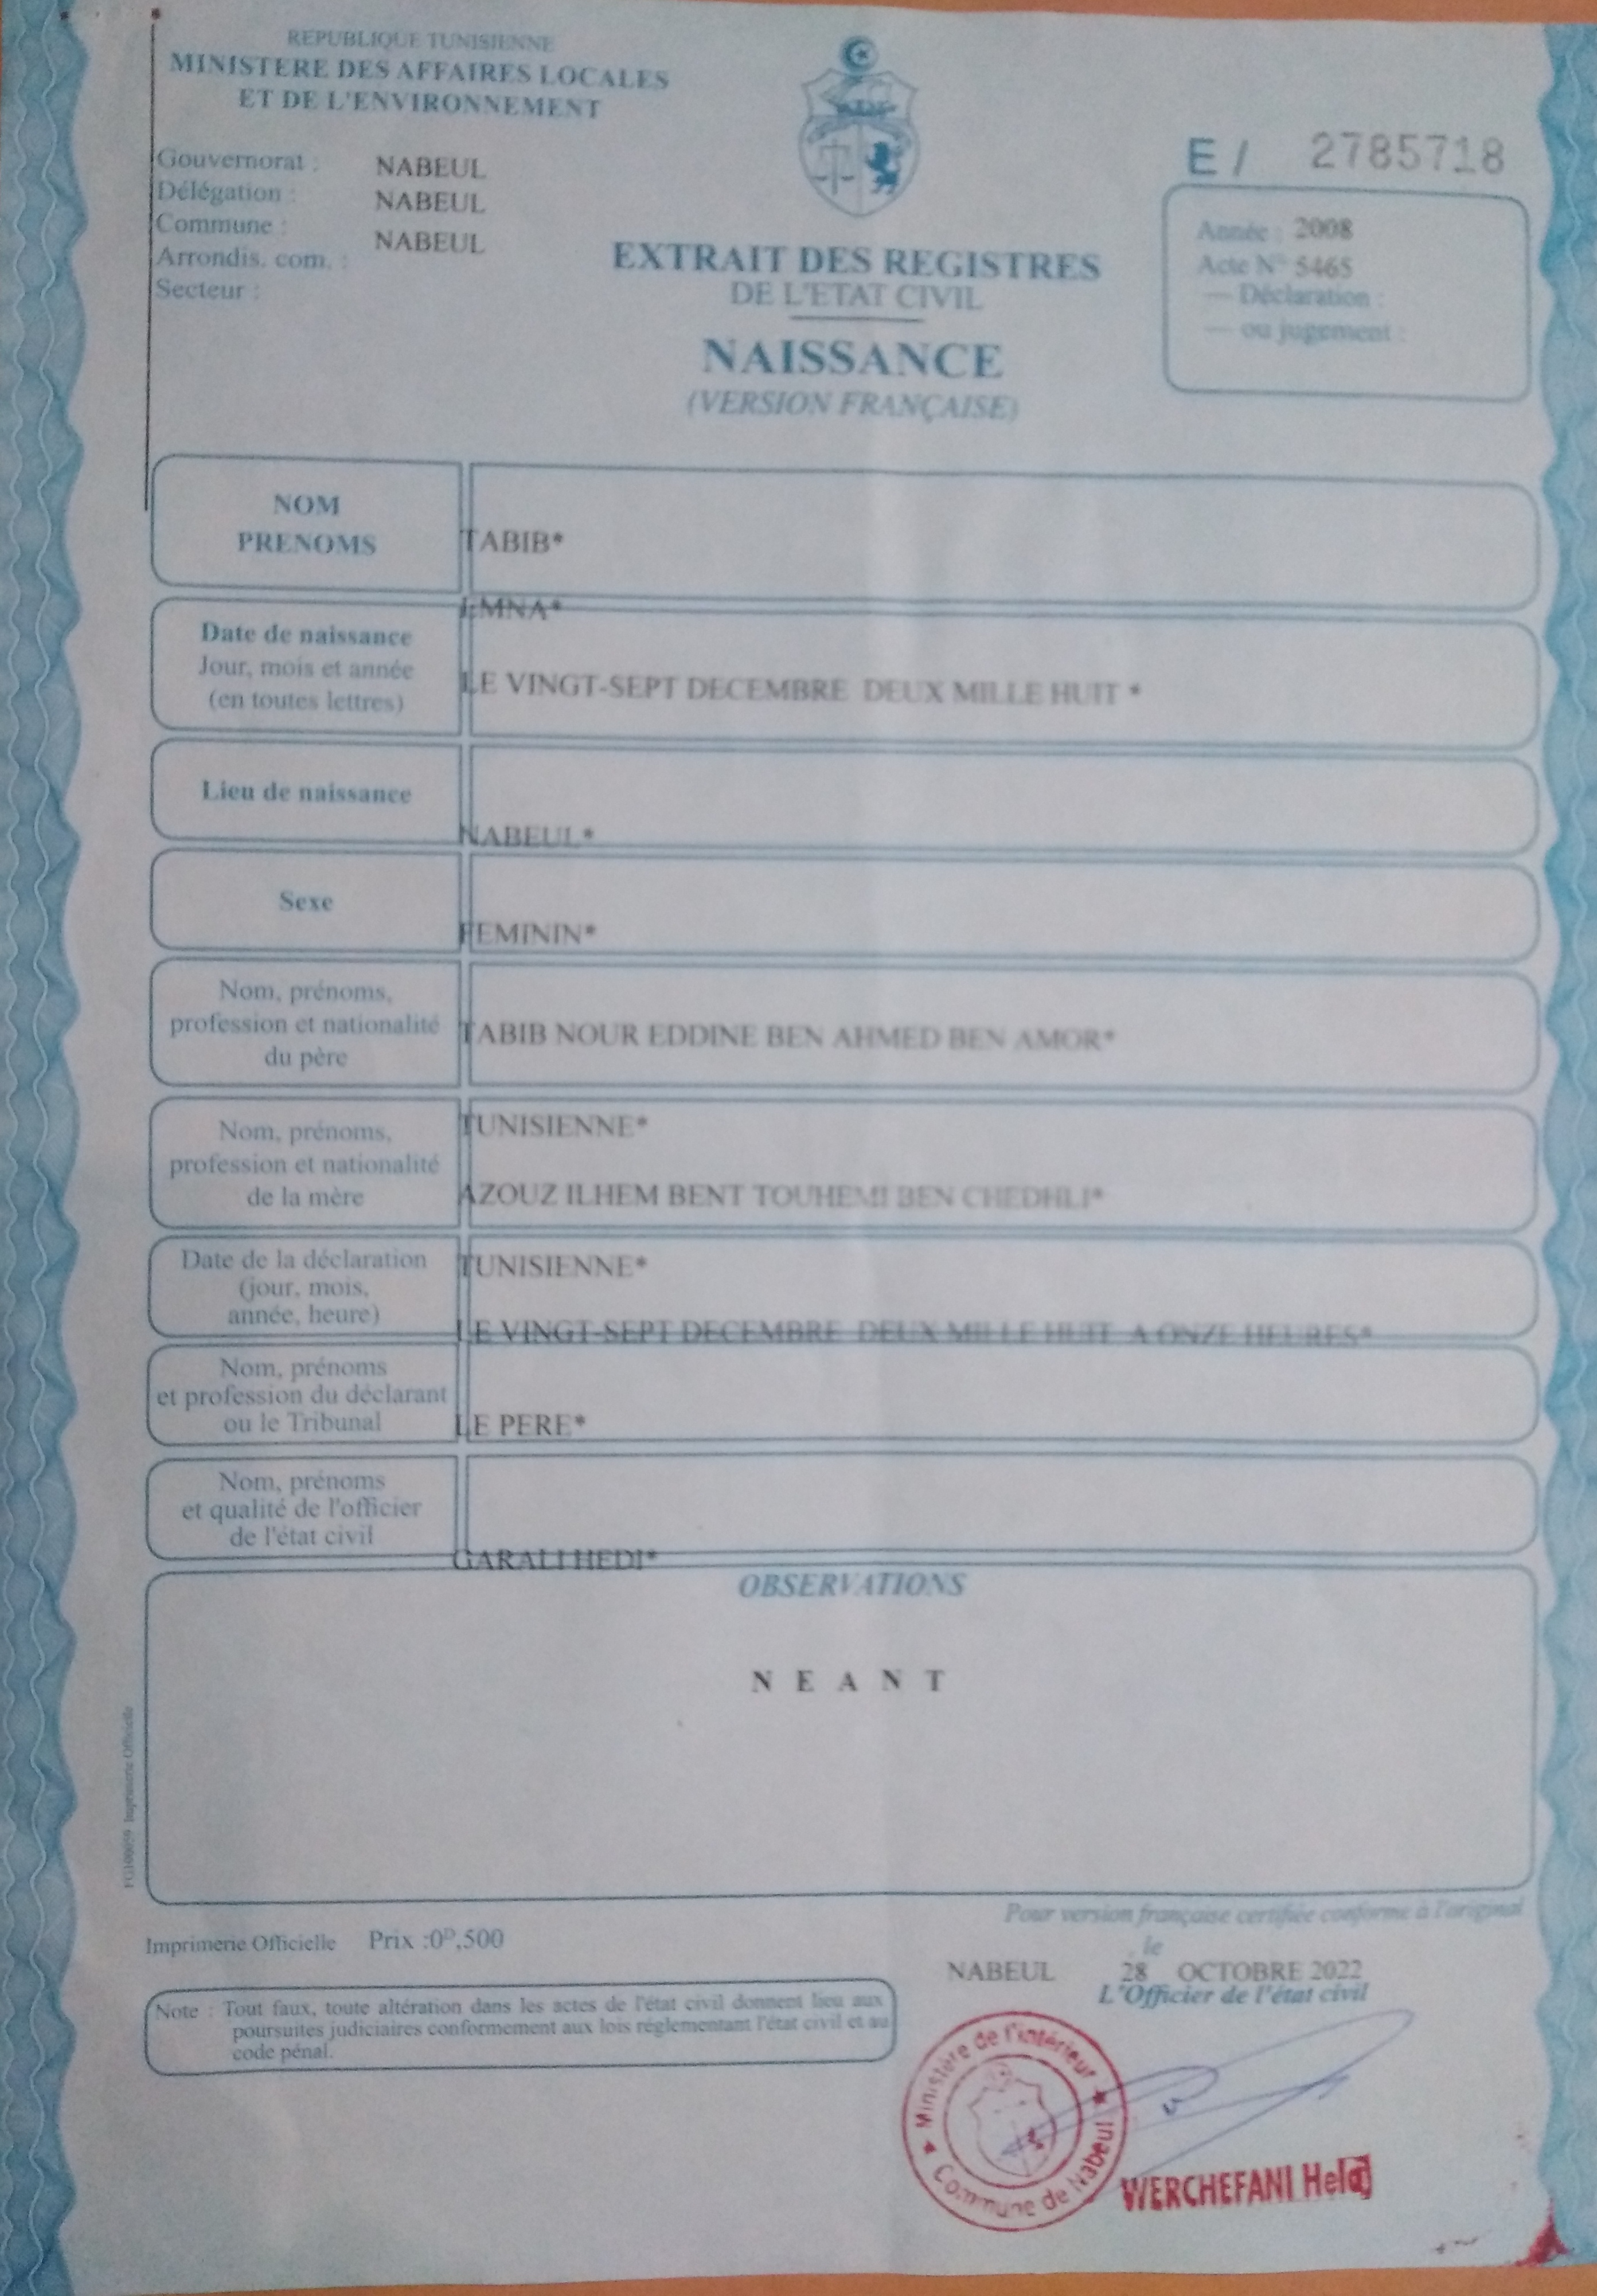 REPUBLIQUE TUNISIENNE
MINISTERE DES AFFAIRES LOCALES
ET DE L'ENVIRONNEMENT
Gouvernorat : NABEUL
Délégation : NABEUL
Commune : NABEUL
Arrondis. com. :
Secteur :
E / 2785718
Année : 2008
Acte N° 5465
— Déclaration :
— ou jugement :
EXTRAIT DES REGISTRES
DE L'ETAT CIVIL
NAISSANCE
(VERSION FRANÇAISE)
NOM
PRENOMS
TABIB*
EMNA*
Date de naissance
Jour, mois et année
(en toutes lettres)
LE VINGT-SEPT DECEMBRE DEUX MILLE HUIT *
Lieu de naissance
NABEUL*
Sexe
FEMININ*
Nom, prénoms,
profession et nationalité
du père
TABIB NOUR EDDINE BEN AHMED BEN AMOR*
TUNISIENNE*
Nom, prénoms,
profession et nationalité
de la mère
AZOUZ ILHEM BENT TOUHEMI BEN CHEDHLI*
TUNISIENNE*
Date de la déclaration
(jour, mois,
année, heure)
LE VINGT-SEPT DECEMBRE DEUX MILLE HUIT A ONZE HEURES*
Nom, prénoms
et profession du déclarant
ou le Tribunal
LE PERE*
Nom, prénoms
et qualité de l'officier
de l'état civil
GARALI HEDI*
OBSERVATIONS
N E A N T
Imprimerie Officielle
Pour version française certifiée conforme à l'original
Imprimerie Officielle Prix :0ᴰ,500
, le
NABEUL 28 OCTOBRE 2022
L'Officier de l'état civil
Note : Tout faux, toute altération dans les actes de l'état civil donnent lieu aux
poursuites judiciaires conformement aux lois réglementant l'état civil et au
code pénal.
Ministère de l'intérieur
Commune de Nabeul
WERCHEFANI Hela